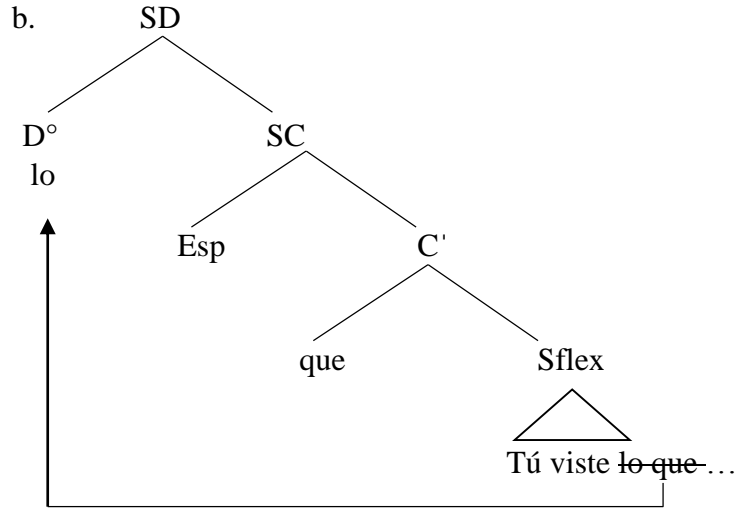 b. SD
D° SC
lo
Esp C'
que Sflex
Tú viste lo que …